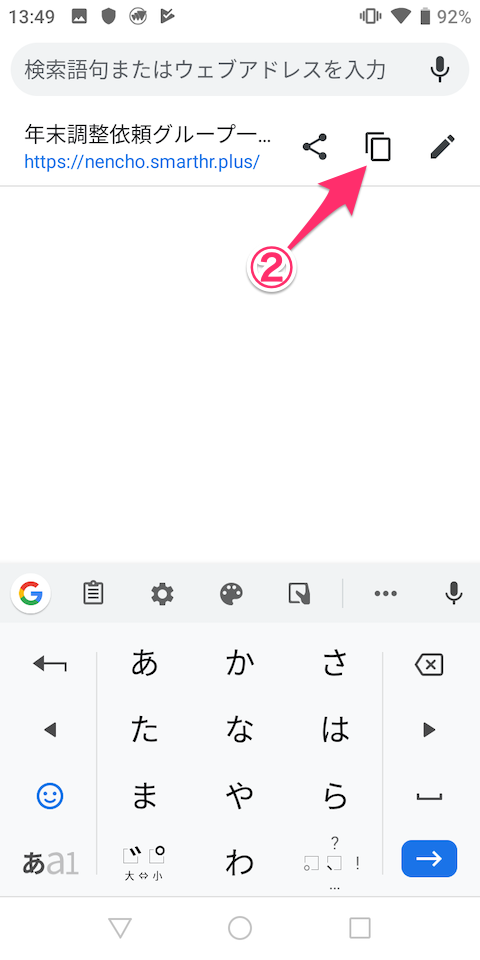 13:49 92%
検索語句またはウェブアドレスを入力
年末調整依頼グループ一...
https://nencho.smarthr.plus/
②
G
あ か さ
た な は
ま や ら
あa1 ゛゜ わ 。、?!
大⇔小 ...